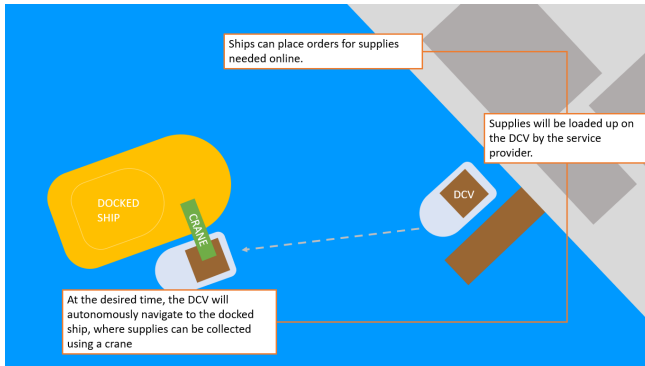 Ships can place orders for supplies
needed online.
Supplies will be loaded up on
the DCV by the service
provider.
DCV
DOCKED
SHIP
CRANE
At the desired time, the DCV will
autonomously navigate to the docked
ship, where supplies can be collected
using a crane